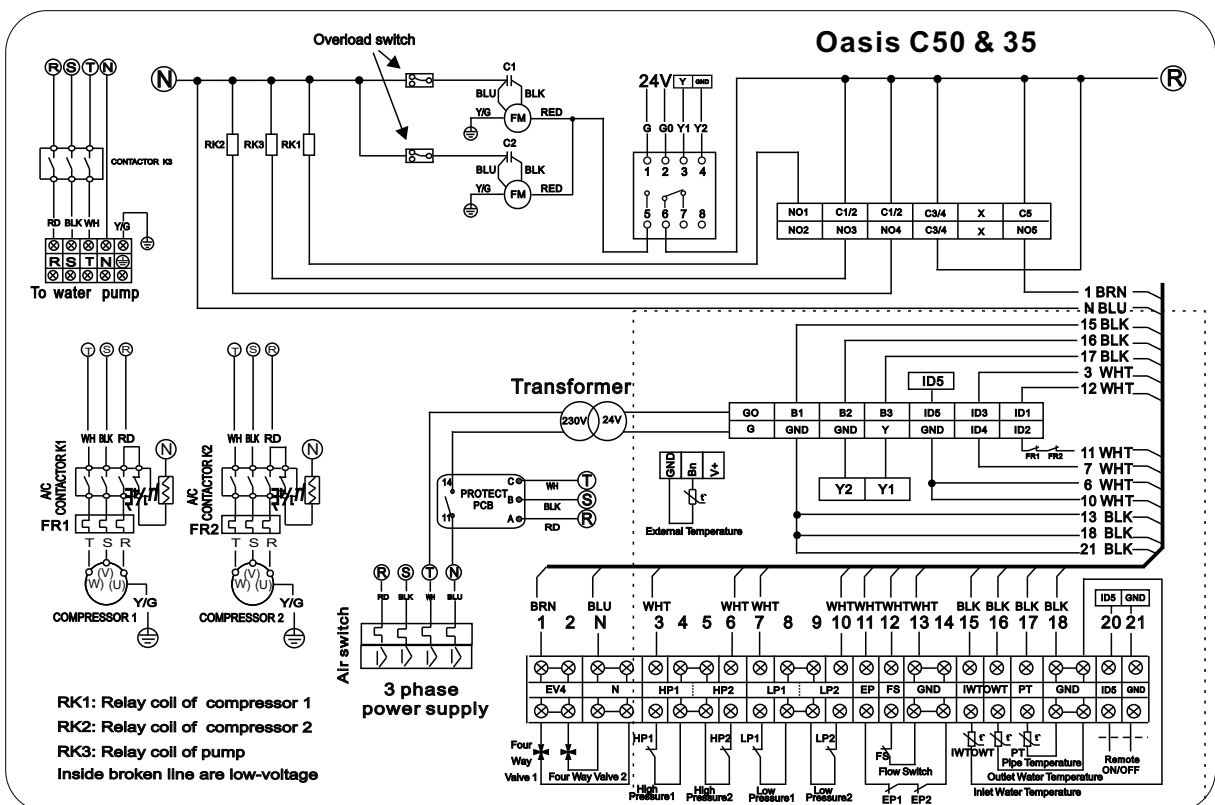 Oasis C50 & 35
Overload switch
R S T N
N
C1
BLU BLK
Y/G FM RED
C2
BLU BLK
Y/G FM RED
24V Y GND
G G0 Y1 Y2
1 2 3 4
5 6 7 8
R
RK2 RK3 RK1
CONTACTOR K3
RD BLK WH Y/G
R S T N
To water pump
NO1 C1/2 C1/2 C3/4 X C5
NO2 NO3 NO4 C3/4 X NO5
1 BRN
N BLU
15 BLK
16 BLK
17 BLK
3 WHT
12 WHT
11 WHT
7 WHT
6 WHT
10 WHT
13 BLK
18 BLK
21 BLK
T S R
T S R
WH BLK RD N
WH BLK RD N
A/C CONTACTOR K1
A/C CONTACTOR K2
FR1
FR2
T S R
T S R
(W) (V) (U)
(W) (V) (U)
Y/G
Y/G
COMPRESSOR 1
COMPRESSOR 2
Transformer
230V 24V
ID5
GO B1 B2 B3 ID5 ID3 ID1
G GND GND Y GND ID4 ID2
FR1 FR2
Y2 Y1
GND Bn V+
t°
External Temperature
14 C WH T
PROTECT PCB B BLK S
11 A RD R
R S T N
RD BLK WH BLU
Air switch
3 phase
power supply
BRN BLU WHT WHT WHT WHT WHT WHT WHT BLK BLK BLK BLK ID5 GND
1 2 N 3 4 5 6 7 8 9 10 11 12 13 14 15 16 17 18 20 21
EV4 N HP1 HP2 LP1 LP2 EP FS GND IWT OWT PT GND ID5 GND
HP1 HP2 LP1 LP2 FS t° t° t°
IWT OWT PT
Four
Way
Valve 1
Four Way Valve 2
High
Pressure1
High
Pressure2
Low
Pressure1
Low
Pressure2
Flow Switch
EP1 EP2
Pipe Temperature
Outlet Water Temperature
Inlet Water Temperature
Remote
ON/OFF
RK1: Relay coil of compressor 1
RK2: Relay coil of compressor 2
RK3: Relay coil of pump
Inside broken line are low-voltage